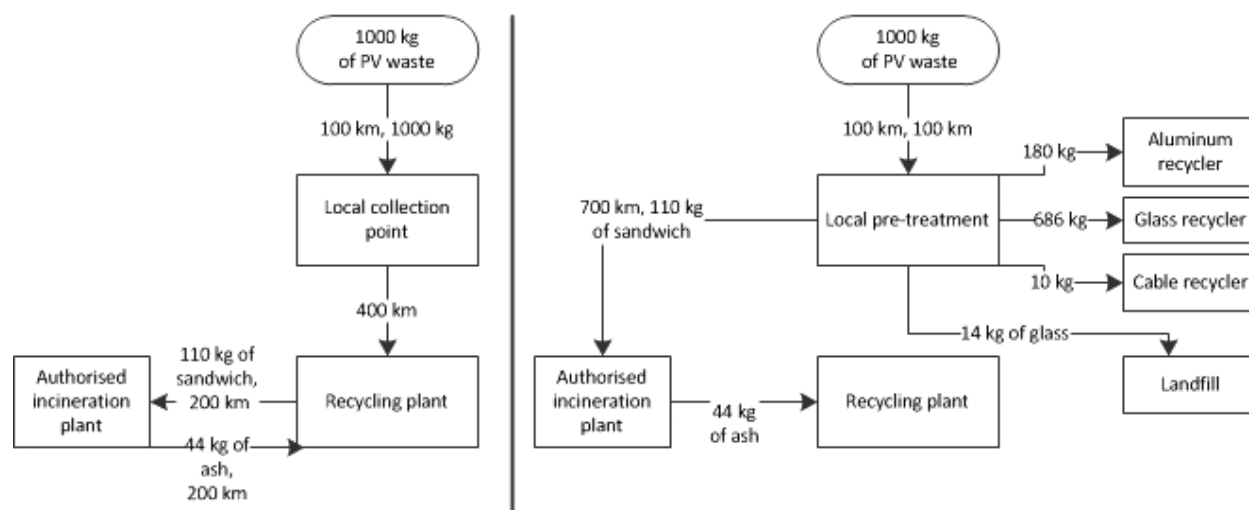 1000 kg
of PV waste
100 km, 1000 kg
Local collection
point
400 km
110 kg of
sandwich,
200 km
Authorised
incineration
plant
Recycling plant
44 kg of
ash,
200 km
1000 kg
of PV waste
100 km, 100 km
180 kg
Aluminum
recycler
700 km, 110 kg
of sandwich
Local pre-treatment
686 kg
Glass recycler
10 kg
Cable recycler
14 kg of glass
Authorised
incineration
plant
44 kg
of ash
Recycling plant
Landfill